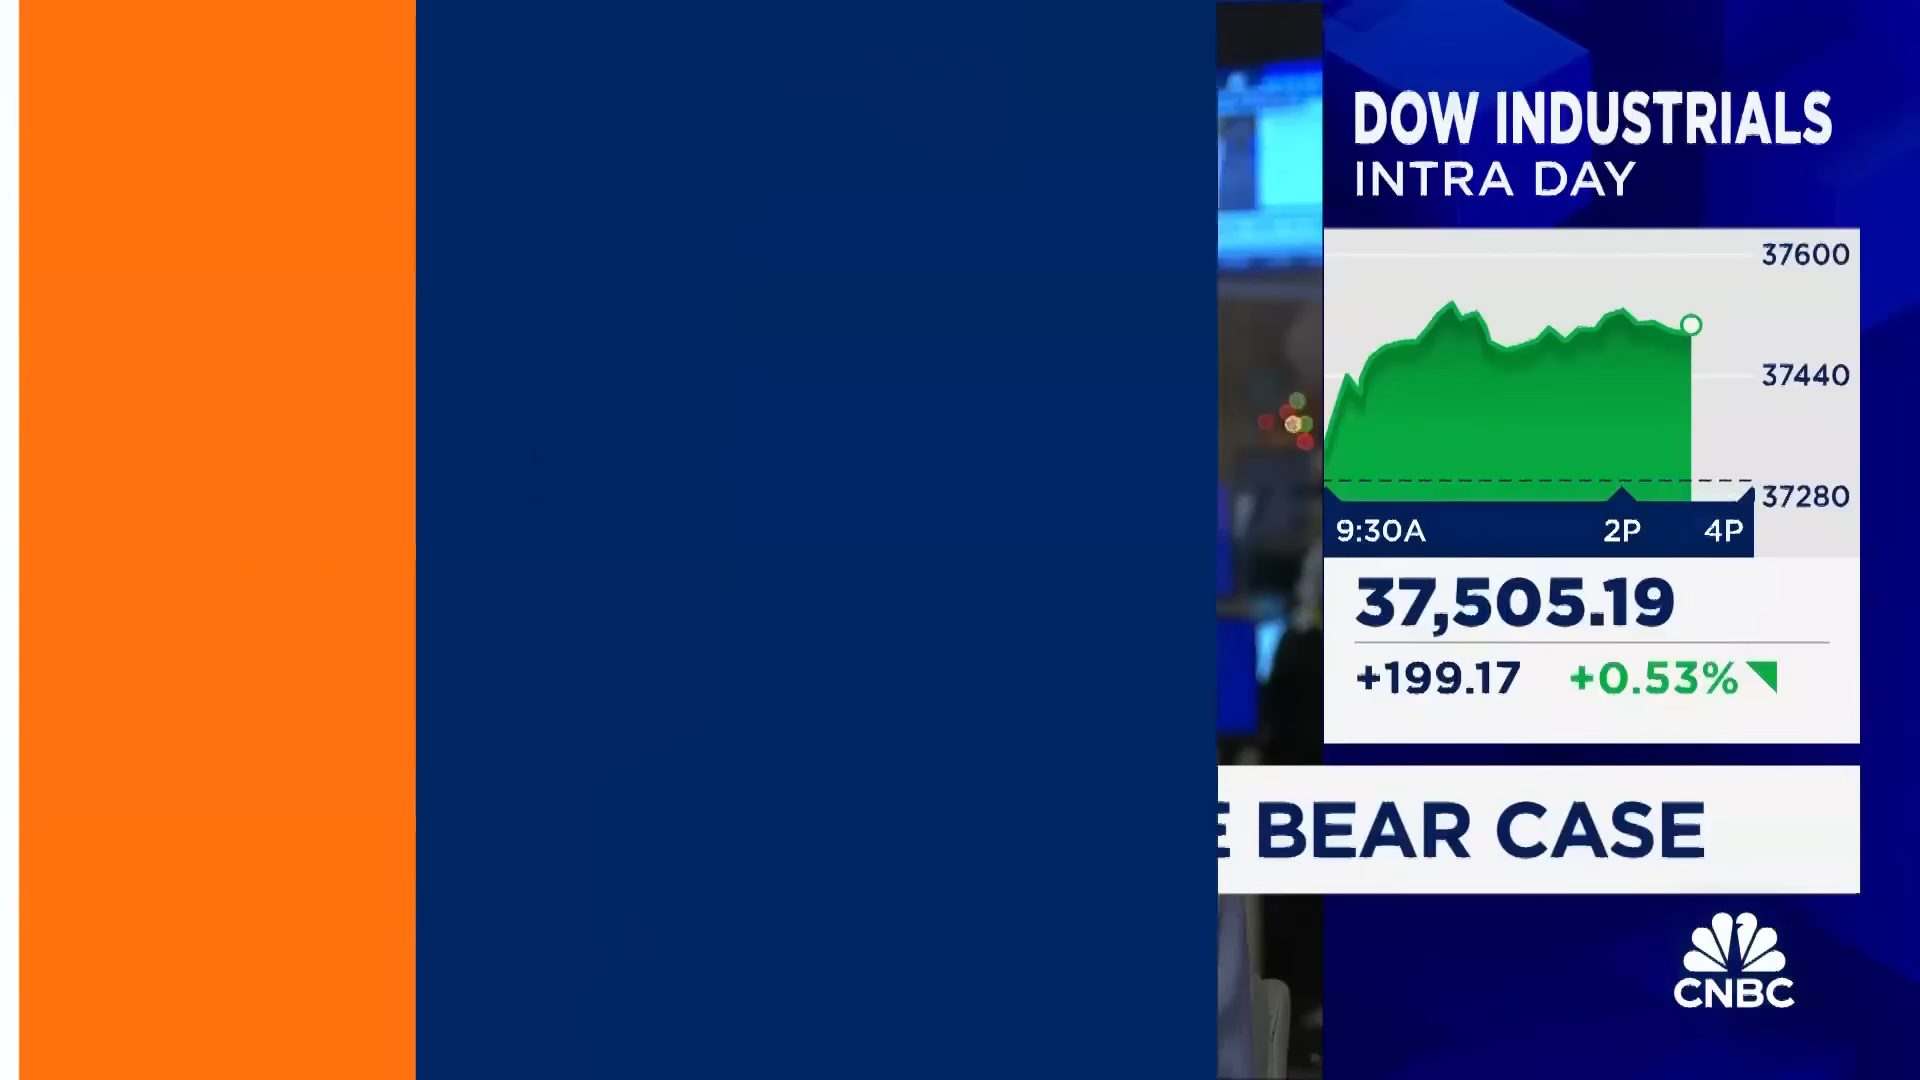 DOW INDUSTRIALS
INTRA DAY
37600
37440
37280
9:30A 2P 4P
37,505.19
+199.17 +0.53%
E BEAR CASE
CNBC